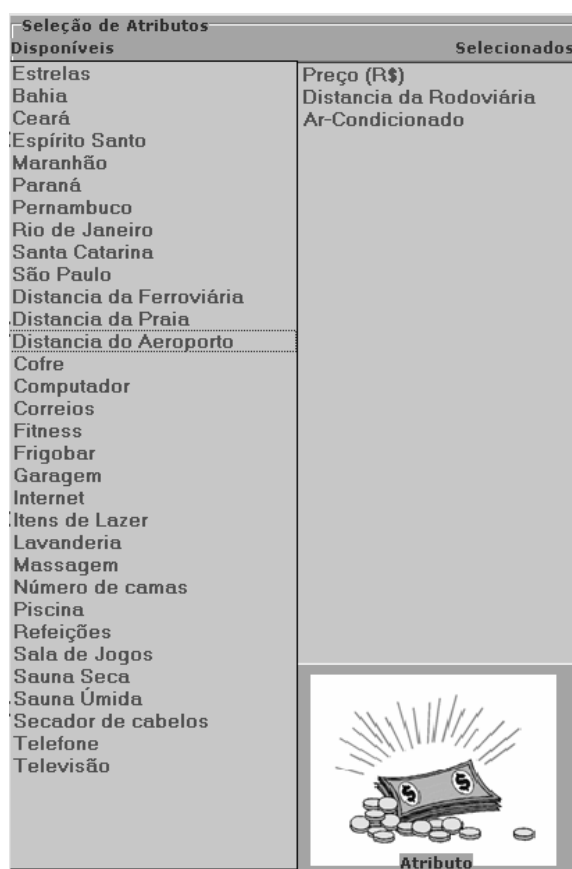 Seleção de Atributos
Disponíveis
Selecionados
Estrelas
Bahia
Ceará
Espírito Santo
Maranhão
Paraná
Pernambuco
Rio de Janeiro
Santa Catarina
São Paulo
Distancia da Ferroviária
Distancia da Praia
Distancia do Aeroporto
Cofre
Computador
Correios
Fitness
Frigobar
Garagem
Internet
Itens de Lazer
Lavanderia
Massagem
Número de camas
Piscina
Refeições
Sala de Jogos
Sauna Seca
Sauna Úmida
Secador de cabelos
Telefone
Televisão
Preço (R$)
Distancia da Rodoviária
Ar-Condicionado
$ $
Atributo